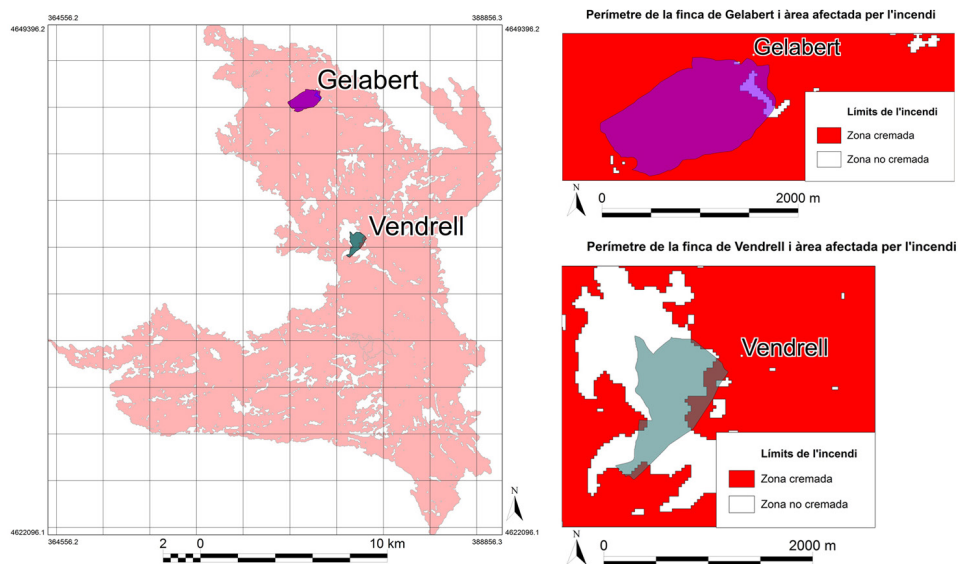 364556.2
388856.3
4649396.2
4649396.2
Gelabert
Vendrell
4622096.1
4622096.1
364556.2
388856.3
N
2 0 10 km
Perímetre de la finca de Gelabert i àrea afectada per l'incendi
Gelabert
Límits de l'incendi
Zona cremada
Zona no cremada
N
0 2000 m
Perímetre de la finca de Vendrell i àrea afectada per l'incendi
Vendrell
Límits de l'incendi
Zona cremada
Zona no cremada
N
0 2000 m